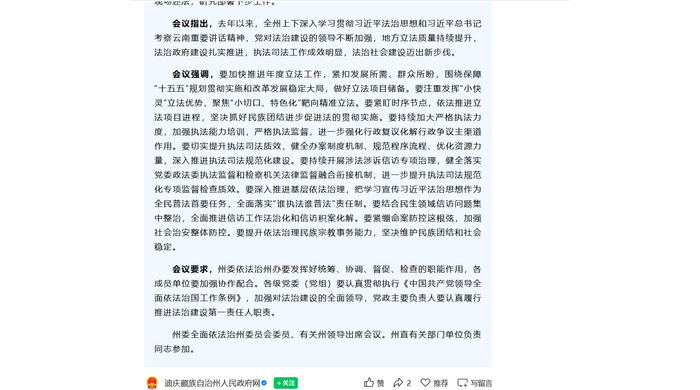 现场巡察，研究部署下步工作。
会议指出，去年以来，全州上下深入学习贯彻习近平法治思想和习近平总书记
考察云南重要讲话精神，党对法治建设的领导不断加强，地方立法质量持续提升，
法治政府建设扎实推进，执法司法工作成效明显，法治社会建设迈出新步伐。
会议强调，要加快推进年度立法工作，紧扣发展所需、群众所盼，围绕保障
“十五五”规划贯彻实施和改革发展稳定大局，做好立法项目储备。要注重发挥“小快
灵”立法优势，聚焦“小切口、特色化”靶向精准立法。要紧盯时序节点，依法推进立
法项目进程，坚决抓好民族团结进步促进法的贯彻实施。要持续加大严格执法力
度，加强执法能力培训，严格执法监督，进一步强化行政复议化解行政争议主渠道
作用。要切实提升执法司法质效，健全办案制度机制、规范程序流程、优化资源力
量，深入推进执法司法规范化建设。要持续开展涉法涉诉信访专项治理，健全落实
党委政法委执法监督和检察机关法律监督融合衔接机制，进一步提升执法司法规范
化专项监督检查质效。要深入推进基层依法治理，把学习宣传习近平法治思想作为
全民普法首要任务，全面落实“谁执法谁普法”责任制。要结合民生领域信访问题集
中整治，全面推进信访工作法治化和信访积案化解。要紧绷命案防控这根弦，加强
社会治安整体防控。要提升依法治理民族宗教事务能力，坚决维护民族团结和社会
稳定。
会议要求，州委依法治州办要发挥好统筹、协调、督促、检查的职能作用，各
成员单位要加强协作配合。各级党委（党组）要认真贯彻执行《中国共产党领导全
面依法治国工作条例》，加强对法治建设的全面领导，党政主要负责人要认真履行
推进法治建设第一责任人职责。
州委全面依法治州委员会委员、有关州领导出席会议。州直有关部门单位负责
同志参加。
迪庆藏族自治州人民政府网 +关注 赞 2 推荐 写留言